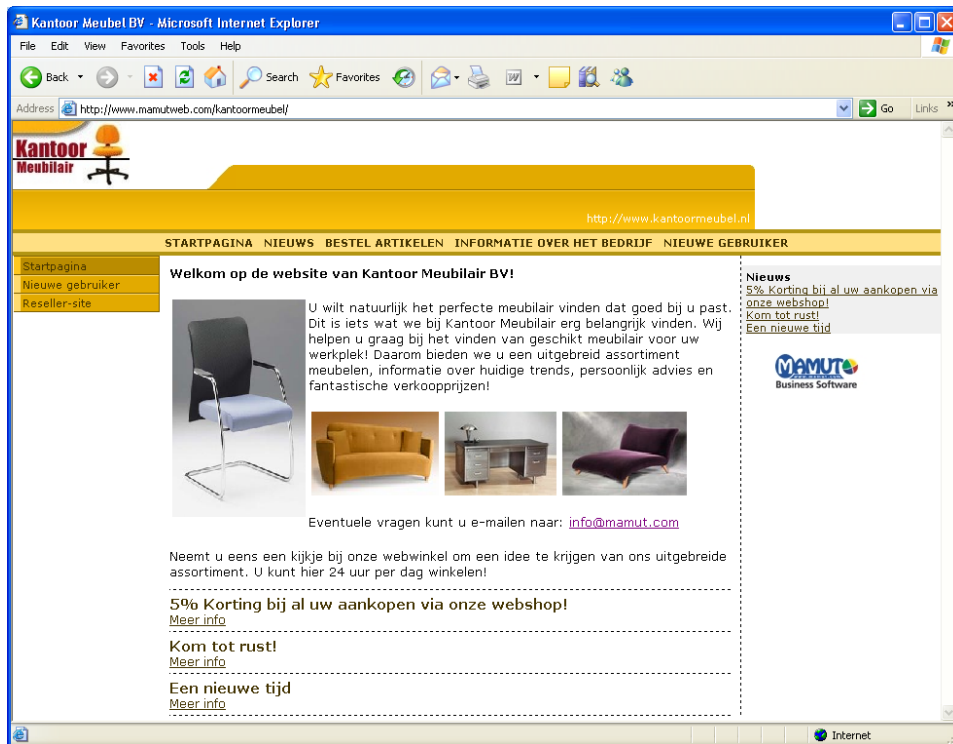 Kantoor Meubel BV - Microsoft Internet Explorer
File Edit View Favorites Tools Help
Back Search Favorites
Address http://www.mamutweb.com/kantoormeubel/ Go Links »
Kantoor
Meubilair
http://www.kantoormeubel.nl
STARTPAGINA NIEUWS BESTEL ARTIKELEN INFORMATIE OVER HET BEDRIJF NIEUWE GEBRUIKER
Startpagina
Nieuwe gebruiker
Reseller-site
Welkom op de website van Kantoor Meubilair BV!
U wilt natuurlijk het perfecte meubilair vinden dat goed bij u past.
Dit is iets wat we bij Kantoor Meubilair erg belangrijk vinden. Wij
helpen u graag bij het vinden van geschikt meubilair voor uw
werkplek! Daarom bieden we u een uitgebreid assortiment
meubelen, informatie over huidige trends, persoonlijk advies en
fantastische verkoopprijzen!
Eventuele vragen kunt u e-mailen naar: info@mamut.com
Neemt u eens een kijkje bij onze webwinkel om een idee te krijgen van ons uitgebreide
assortiment. U kunt hier 24 uur per dag winkelen!
5% Korting bij al uw aankopen via onze webshop!
Meer info
Kom tot rust!
Meer info
Een nieuwe tijd
Meer info
Nieuws
5% Korting bij al uw aankopen via
onze webshop!
Kom tot rust!
Een nieuwe tijd
MAMUT
Business Software
Internet